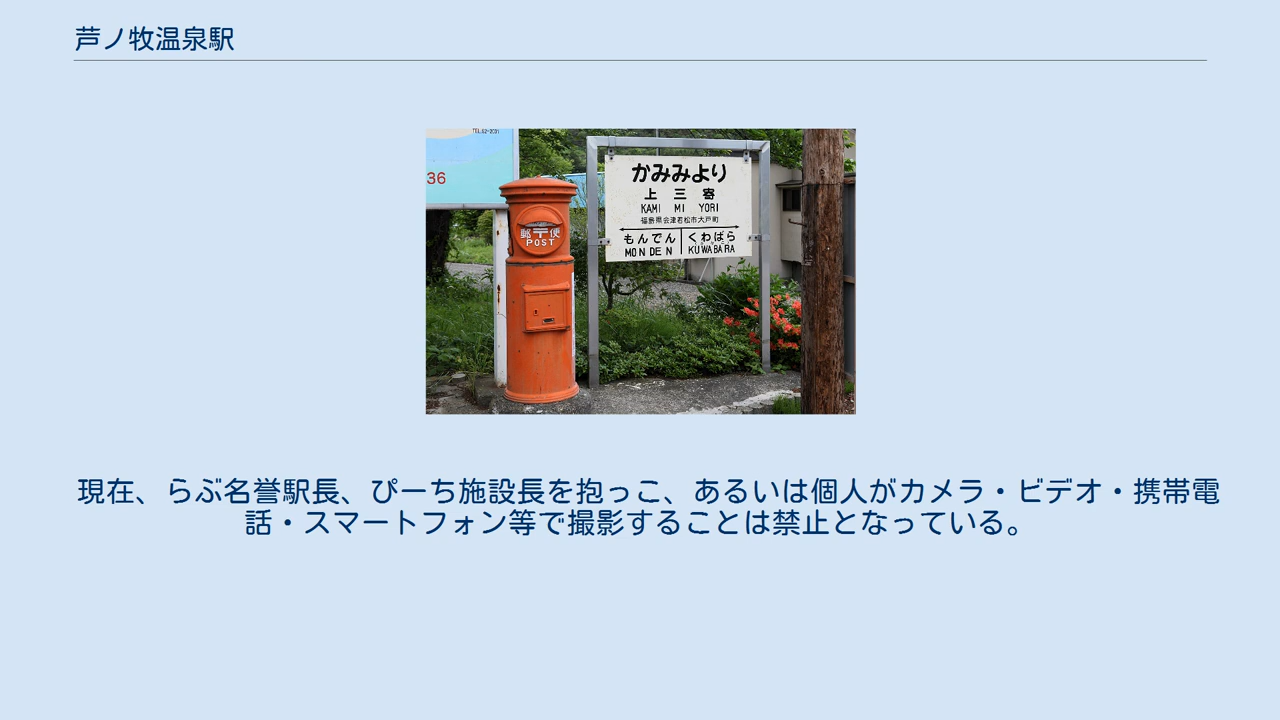 芦ノ牧温泉駅
TEL.92-2031
36
郵〒便
POST
かみみより
上三寄
KAMI MI YORI
福島県会津若松市大戸町
もんでん くわばら
MONDEN KUWABARA
現在、らぶ名誉駅長、ぴーち施設長を抱っこ、あるいは個人がカメラ・ビデオ・携帯電
話・スマートフォン等で撮影することは禁止となっている。